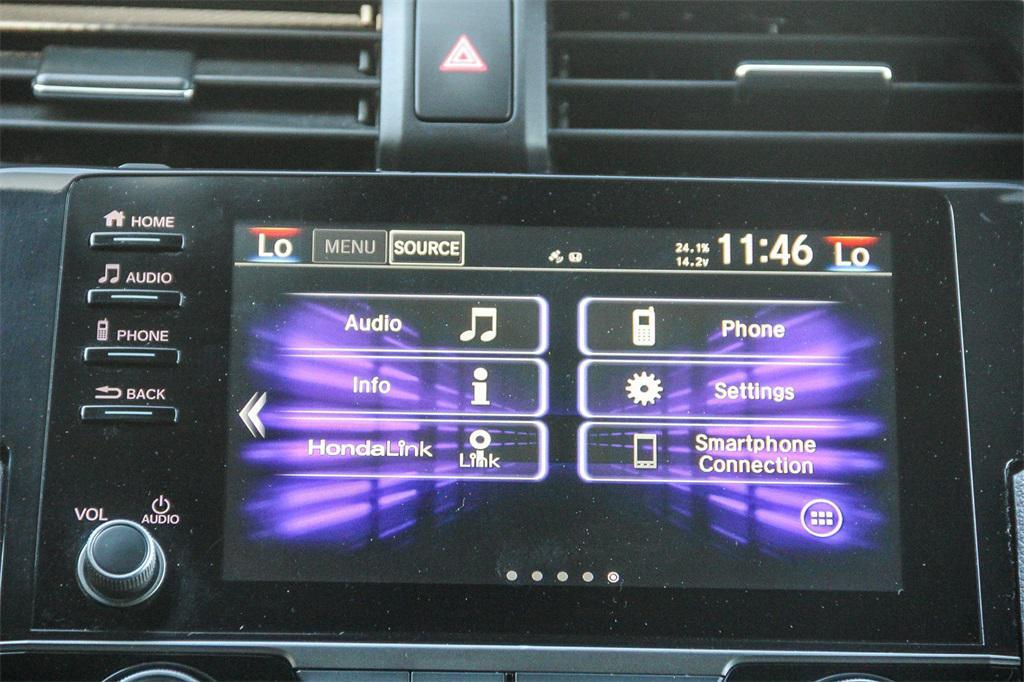 HOME
AUDIO
PHONE
BACK
VOL
AUDIO
Lo MENU SOURCE 24.1% 11:46 Lo
14.2V
Audio
Phone
Info
Settings
HondaLink
Link
Smartphone
Connection